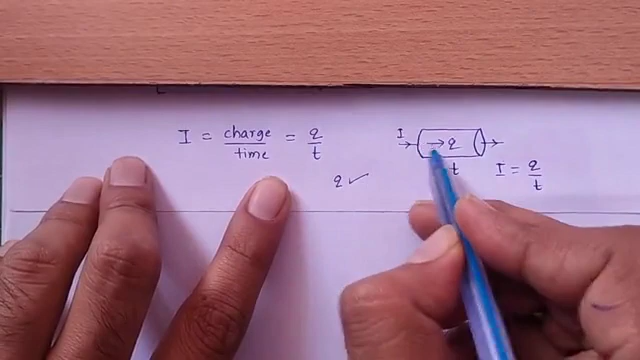 I = charge/time = q/t
q ✓
I → → q →
t
I = q/t